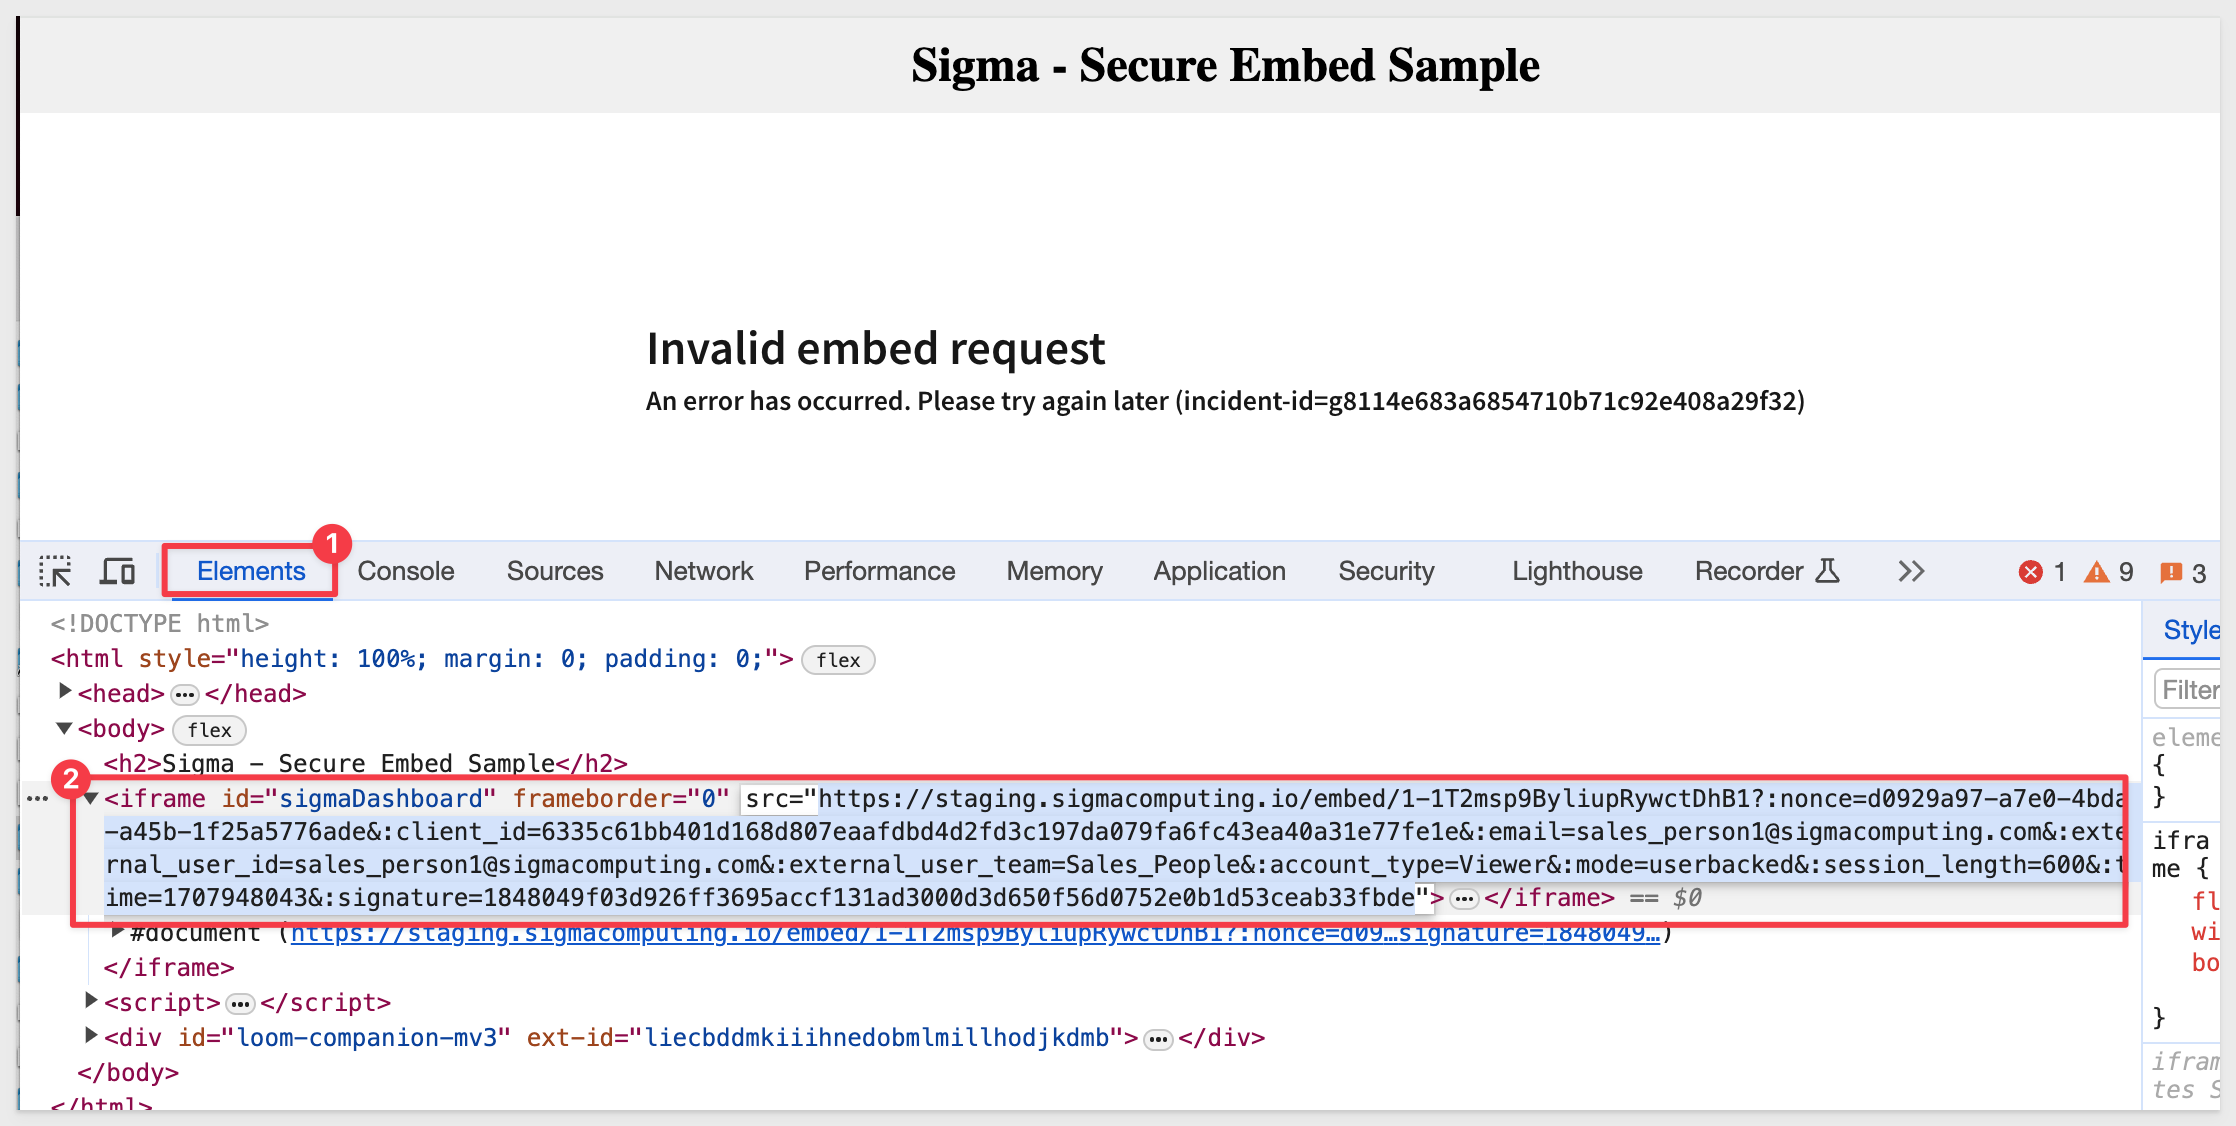 Sigma - Secure Embed Sample
Invalid embed request
An error has occurred. Please try again later (incident-id=g8114e683a6854710b71c92e408a29f32)
1
Elements Console Sources Network Performance Memory Application Security Lighthouse Recorder 1 9 3
<!DOCTYPE html>
<html style="height: 100%; margin: 0; padding: 0;"> flex
<head> ••• </head>
<body> flex
<h2>Sigma – Secure Embed Sample</h2>
2
••• <iframe id="sigmaDashboard" frameborder="0" src="https://staging.sigmacomputing.io/embed/1-1T2msp9ByliupRywctDhB1?:nonce=d0929a97-a7e0-4bda
-a45b-1f25a5776ade&:client_id=6335c61bb401d168d807eaafdbd4d2fd3c197da079fa6fc43ea40a31e77fe1e&:email=sales_person1@sigmacomputing.com&:exte
rnal_user_id=sales_person1@sigmacomputing.com&:external_user_team=Sales_People&:account_type=Viewer&:mode=userbacked&:session_length=600&:t
ime=1707948043&:signature=1848049f03d926ff3695accf131ad3000d3d650f56d0752e0b1d53ceab33fbde"> ••• </iframe> == $0
#document (https://staging.sigmacomputing.io/embed/1-1T2msp9ByliupRywctDhB1?:nonce=d09…signature=1848049…)
</iframe>
<script> ••• </script>
<div id="loom-companion-mv3" ext-id="liecbddmkiiihnedobmlmillhodjkdmb"> ••• </div>
</body>
</html>
Style
Filter
eleme
{
}
ifra
me {
fl
wi
bo
}
ifram
tes S